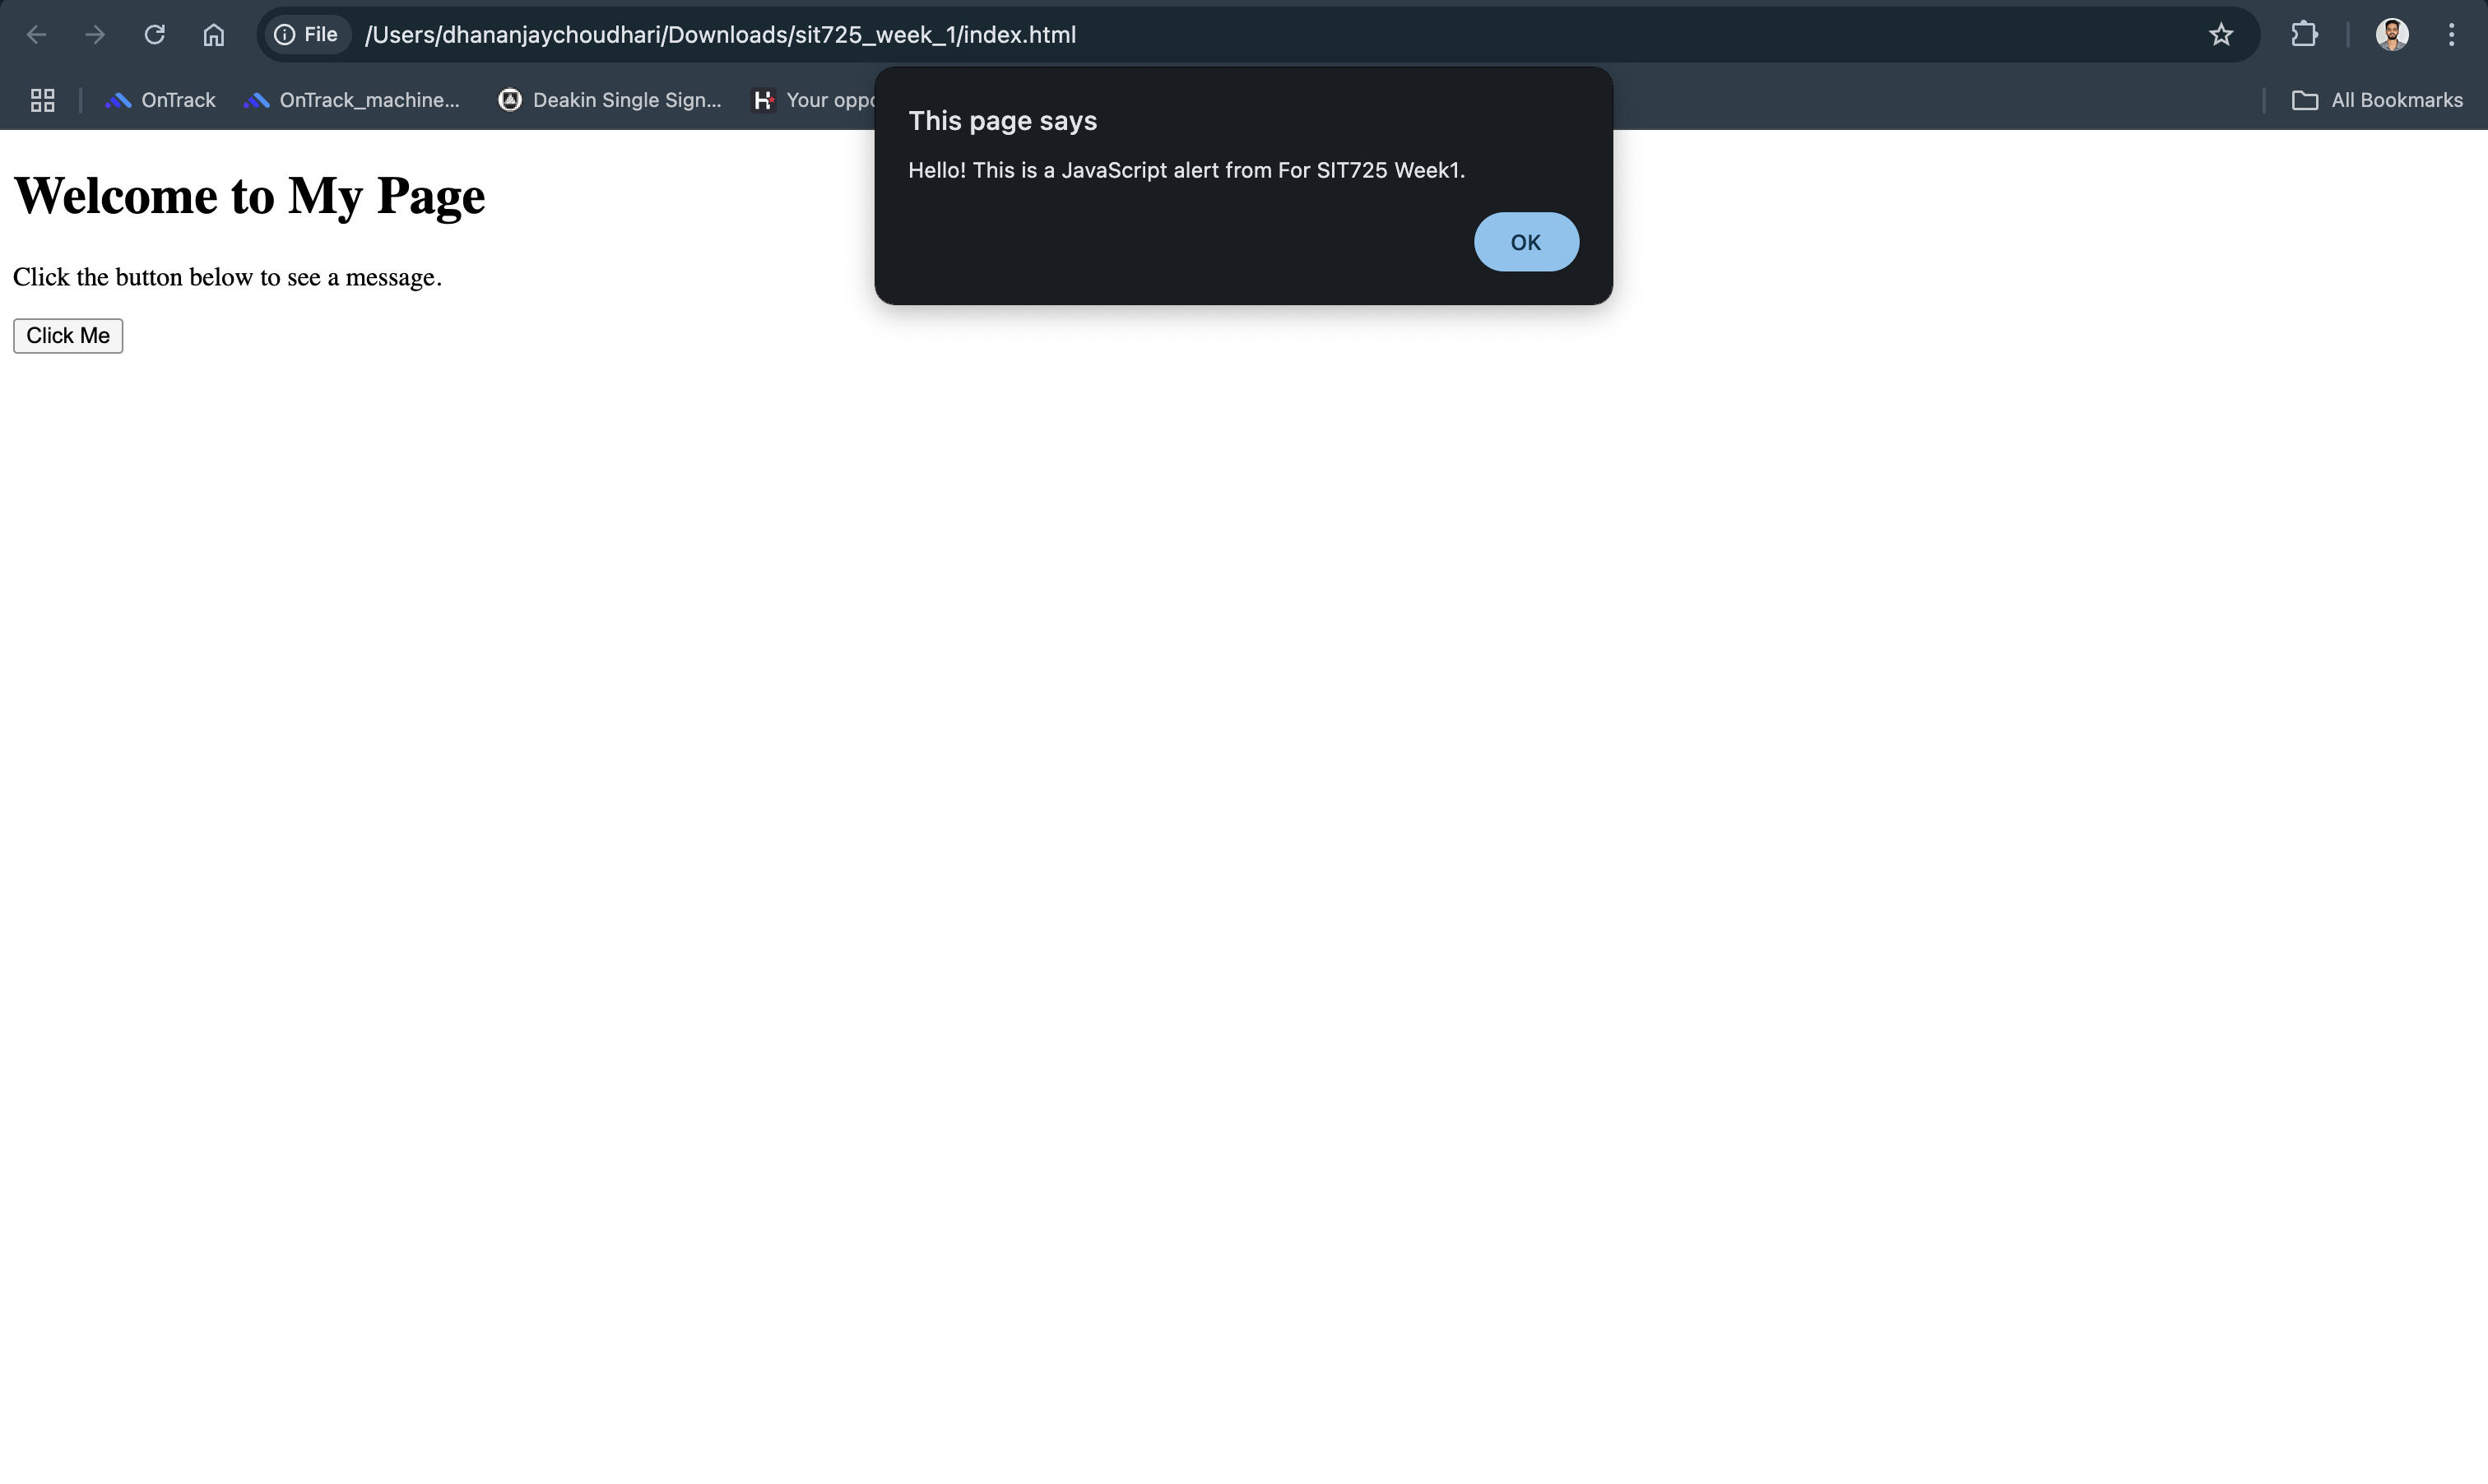 File /Users/dhananjaychoudhari/Downloads/sit725_week_1/index.html
OnTrack OnTrack_machine... Deakin Single Sign... Your All Bookmarks
This page says
Hello! This is a JavaScript alert from For SIT725 Week1.
OK
Welcome to My Page
Click the button below to see a message.
Click Me